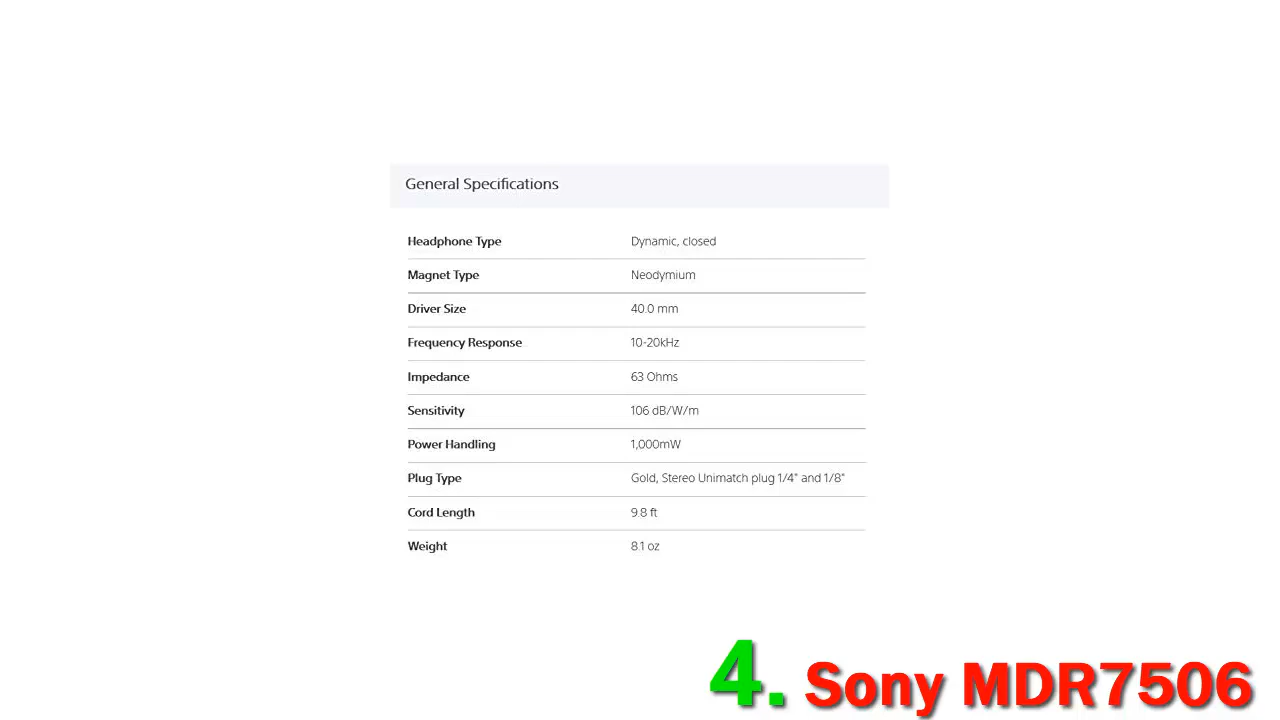 General Specifications
Headphone Type Dynamic, closed
Magnet Type Neodymium
Driver Size 40.0 mm
Frequency Response 10-20kHz
Impedance 63 Ohms
Sensitivity 106 dB/W/m
Power Handling 1,000mW
Plug Type Gold, Stereo Unimatch plug 1/4" and 1/8"
Cord Length 9.8 ft
Weight 8.1 oz
4. Sony MDR7506